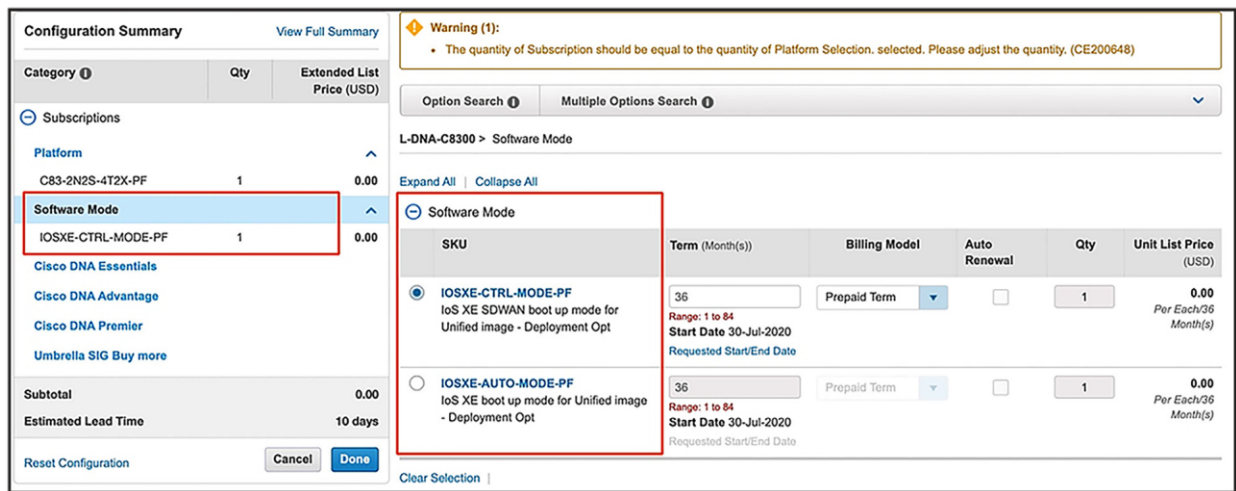 Configuration Summary View Full Summary
Category Qty Extended List Price (USD)
Subscriptions
Platform
C83-2N2S-4T2X-PF 1 0.00
Software Mode
IOSXE-CTRL-MODE-PF 1 0.00
Cisco DNA Essentials
Cisco DNA Advantage
Cisco DNA Premier
Umbrella SIG Buy more
Subtotal 0.00
Estimated Lead Time 10 days
Reset Configuration Cancel Done
Warning (1):
• The quantity of Subscription should be equal to the quantity of Platform Selection. selected. Please adjust the quantity. (CE200648)
Option Search Multiple Options Search
L-DNA-C8300 > Software Mode
Expand All | Collapse All
Software Mode
SKU Term (Month(s)) Billing Model Auto Renewal Qty Unit List Price (USD)
IOSXE-CTRL-MODE-PF 36 Prepaid Term 1 0.00
IoS XE SDWAN boot up mode for Range: 1 to 84 Per Each/36
Unified image - Deployment Opt Start Date 30-Jul-2020 Month(s)
Requested Start/End Date
IOSXE-AUTO-MODE-PF 36 Prepaid Term 1 0.00
IoS XE boot up mode for Unified image Range: 1 to 84 Per Each/36
- Deployment Opt Start Date 30-Jul-2020 Month(s)
Requested Start/End Date
Clear Selection |